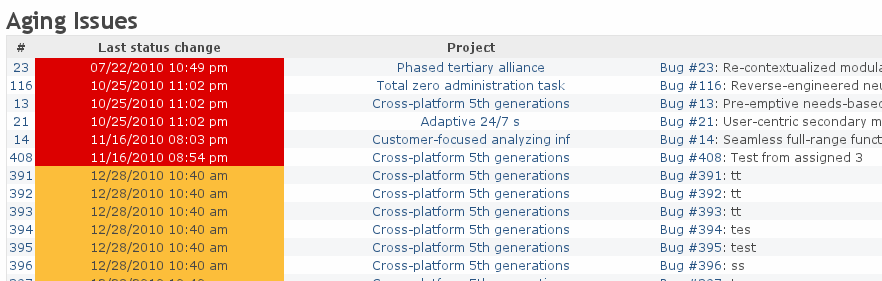 Aging Issues
# Last status change Project
23 07/22/2010 10:49 pm Phased tertiary alliance Bug #23: Re-contextualized modula
116 10/25/2010 11:02 pm Total zero administration task Bug #116: Reverse-engineered neu
13 10/25/2010 11:02 pm Cross-platform 5th generations Bug #13: Pre-emptive needs-based
21 10/25/2010 11:02 pm Adaptive 24/7 s Bug #21: User-centric secondary m
14 11/16/2010 08:03 pm Customer-focused analyzing inf Bug #14: Seamless full-range funct
408 11/16/2010 08:54 pm Cross-platform 5th generations Bug #408: Test from assigned 3
391 12/28/2010 10:40 am Cross-platform 5th generations Bug #391: tt
392 12/28/2010 10:40 am Cross-platform 5th generations Bug #392: tt
393 12/28/2010 10:40 am Cross-platform 5th generations Bug #393: tt
394 12/28/2010 10:40 am Cross-platform 5th generations Bug #394: tes
395 12/28/2010 10:40 am Cross-platform 5th generations Bug #395: test
396 12/28/2010 10:40 am Cross-platform 5th generations Bug #396: ss